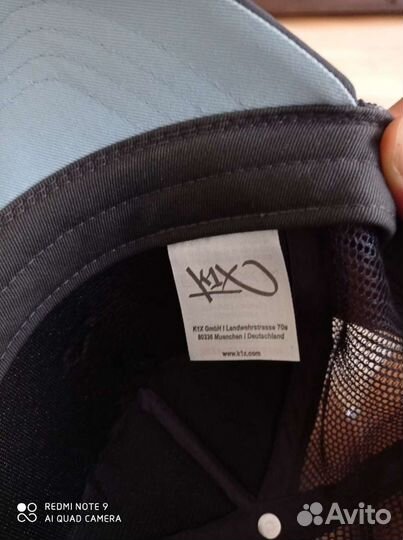 K1X
K1X GmbH I Landwehrstrasse 70a
80336 Muenchen I Deutschland
www.k1x.com
REDMI NOTE 9
AI QUAD CAMERA
Avito